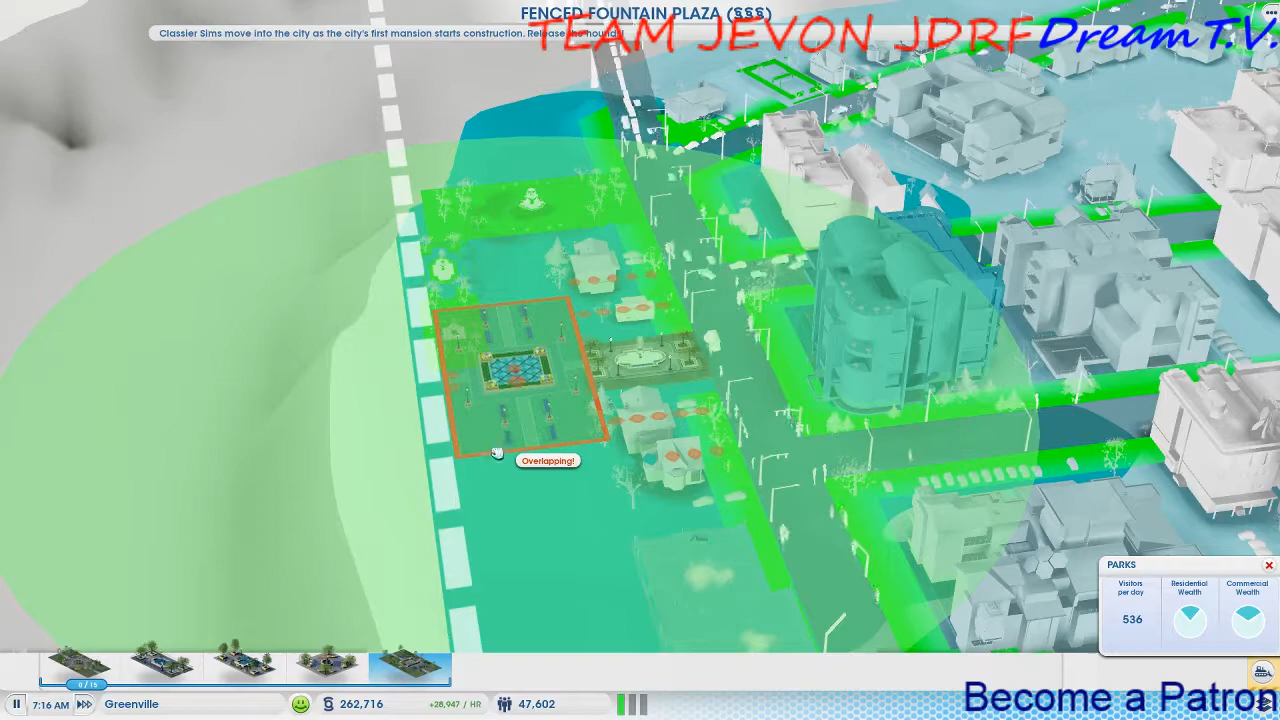 FENCED FOUNTAIN PLAZA (§§§)
TEAM JEVON JDRF
Dream T.V.
Classier Sims move into the city as the city's first mansion starts construction. Release the hounds!
Overlapping!
PARKS
Visitors per day
Residential Wealth
Commercial Wealth
536
0 / 15
7:16 AM
Greenville
262,716
+28,947 / HR
47,602
Become a Patron